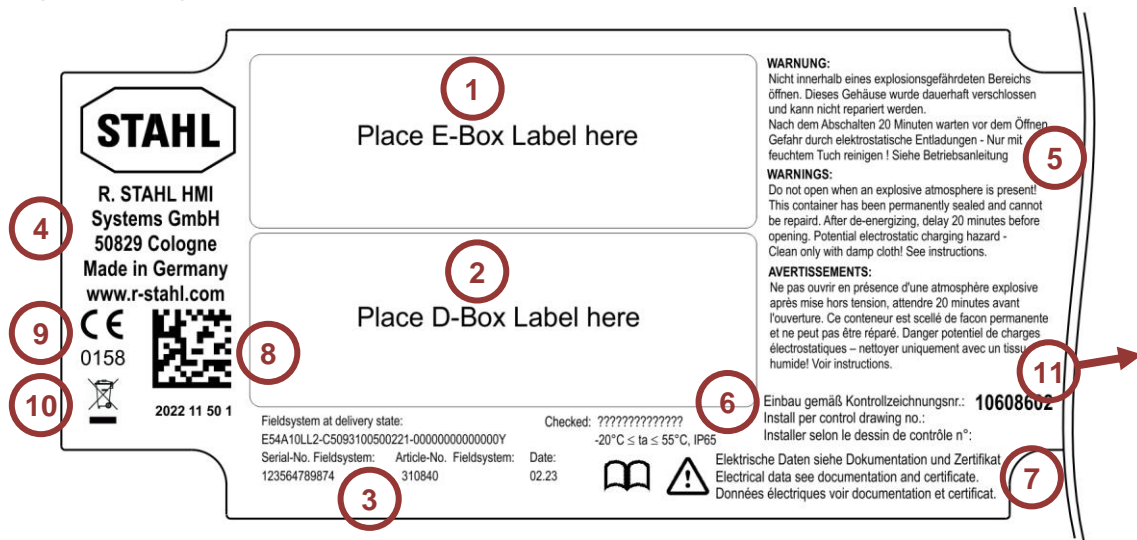 STAHL
R. STAHL HMI
Systems GmbH
50829 Cologne
Made in Germany
www.r-stahl.com
4
9
CE
0158
10
2022 11 50 1
8
1
Place E-Box Label here
2
Place D-Box Label here
Fieldsystem at delivery state:
E54A10LL2-C5093100500221-00000000000000Y
Serial-No. Fieldsystem: Article-No. Fieldsystem: Date:
123564789874 310840 02.23
3
Checked: ??????????????
-20°C ≤ ta ≤ 55°C, IP65
6
WARNUNG:
Nicht innerhalb eines explosionsgefährdeten Bereichs
öffnen. Dieses Gehäuse wurde dauerhaft verschlossen
und kann nicht repariert werden.
Nach dem Abschalten 20 Minuten warten vor dem Öffnen
Gefahr durch elektrostatische Entladungen - Nur mit
feuchtem Tuch reinigen ! Siehe Betriebsanleitung
5
WARNINGS:
Do not open when an explosive atmosphere is present!
This container has been permanently sealed and cannot
be repaird. After de-energizing, delay 20 minutes before
opening. Potential electrostatic charging hazard -
Clean only with damp cloth! See instructions.
AVERTISSEMENTS:
Ne pas ouvrir en présence d'une atmosphère explosive
après mise hors tension, attendre 20 minutes avant
l'ouverture. Ce conteneur est scellé de facon permanente
et ne peut pas être réparé. Danger potentiel de charges
électrostatiques – nettoyer uniquement avec un tissu
humide! Voir instructions.
11
Einbau gemäß Kontrollzeichnungsnr.: 10608602
Install per control drawing no.:
Installer selon le dessin de contrôle n°:
Elektrische Daten siehe Dokumentation und Zertifikat
Electrical data see documentation and certificate.
Données électriques voir documentation et certificat.
7